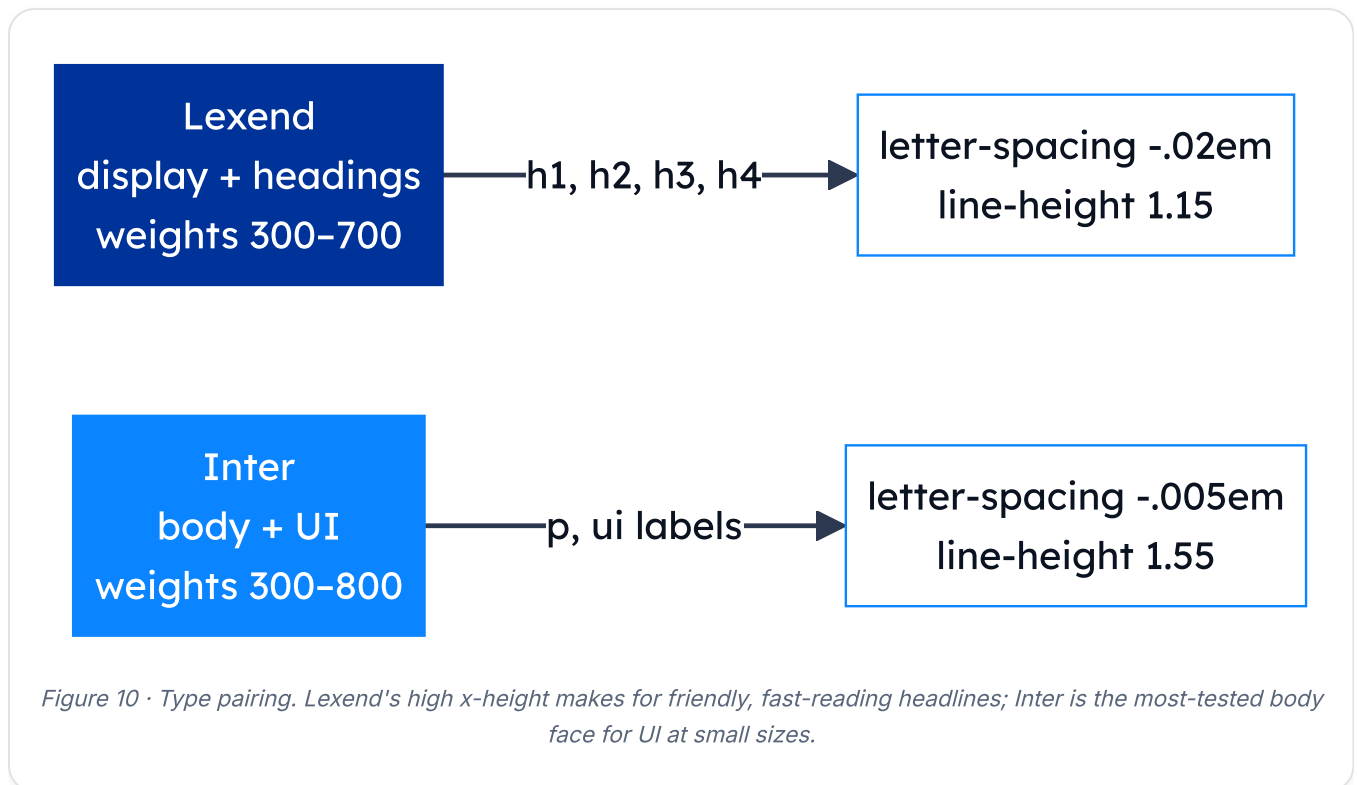 Lexend
display + headings
weights 300–700
h1, h2, h3, h4
letter-spacing -.02em
line-height 1.15
Inter
body + UI
weights 300–800
p, ui labels
letter-spacing -.005em
line-height 1.55
Figure 10 · Type pairing. Lexend's high x-height makes for friendly, fast-reading headlines; Inter is the most-tested body
face for UI at small sizes.